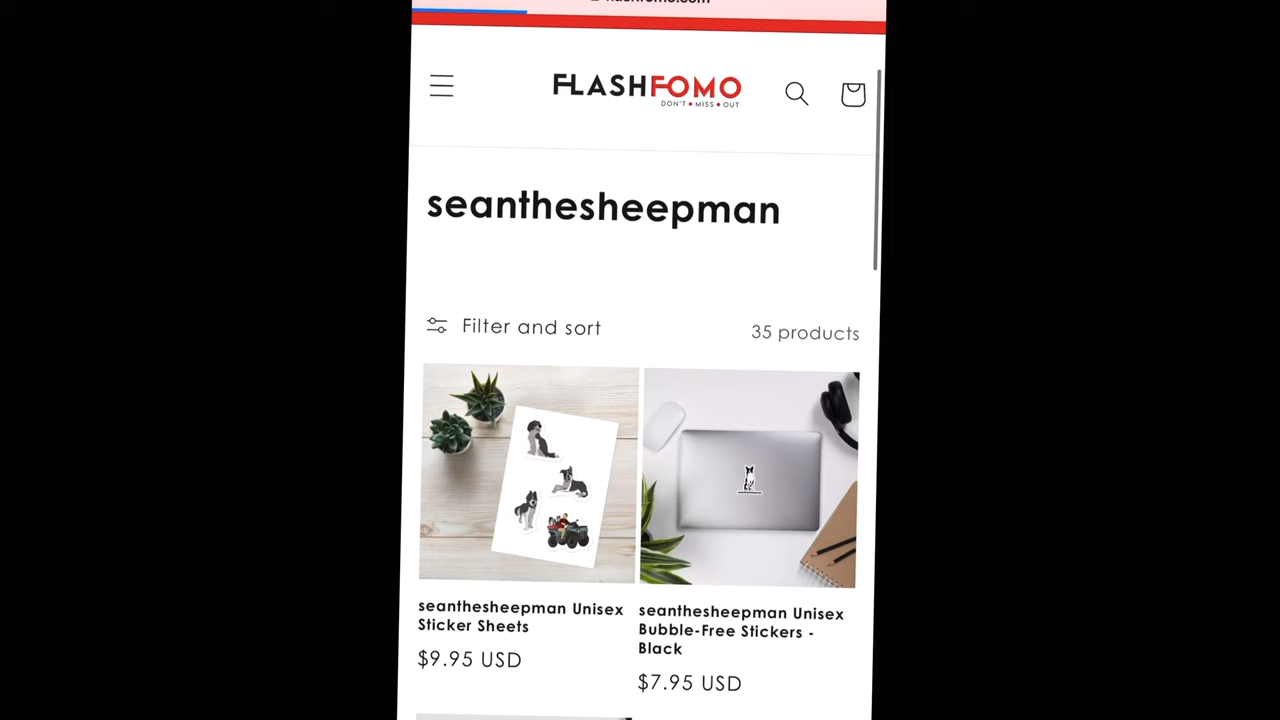 FLASHFOMO
DON'T • MISS • OUT
seanthesheepman
Filter and sort
35 products
seanthesheepman Unisex
Sticker Sheets
$9.95 USD
seanthesheepman Unisex
Bubble-Free Stickers -
Black
$7.95 USD